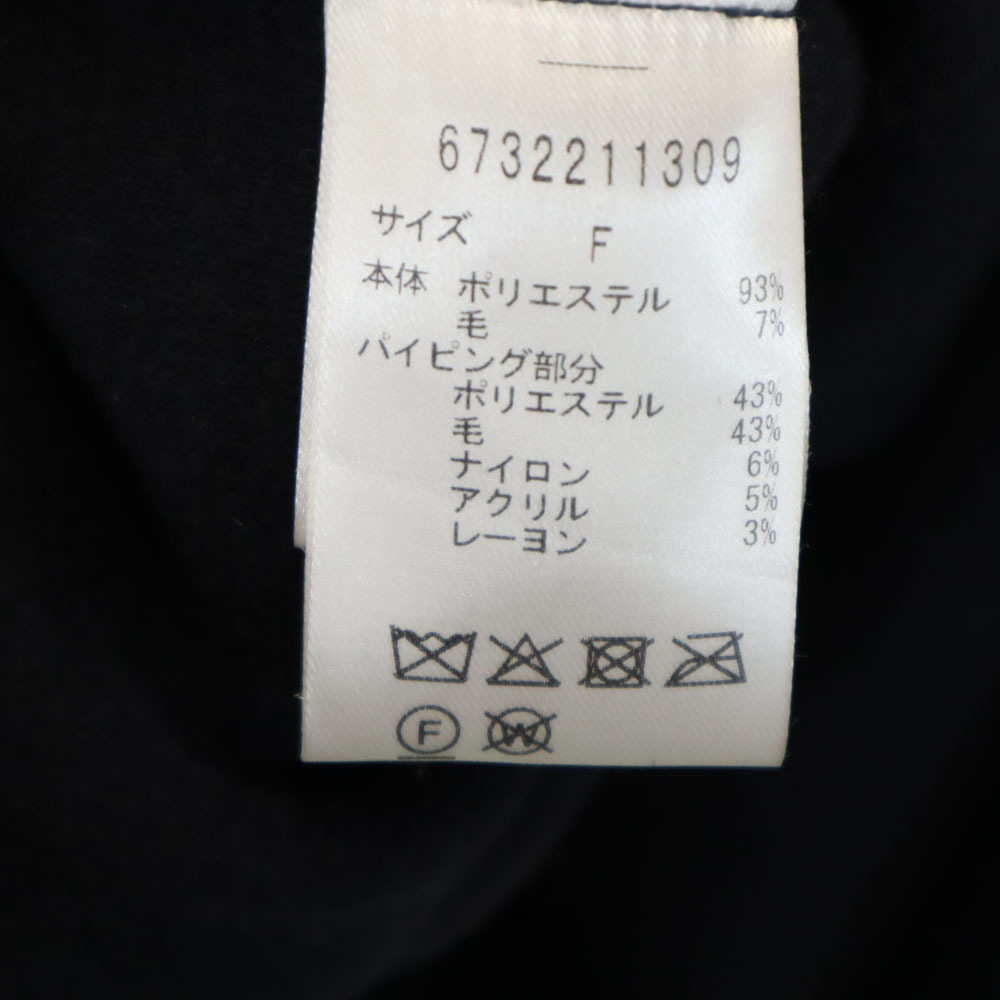 6732211309
サイズ F
本体 ポリエステル 93%
毛 7%
パイピング部分
ポリエステル 43%
毛 43%
ナイロン 6%
アクリル 5%
レーヨン 3%
F W